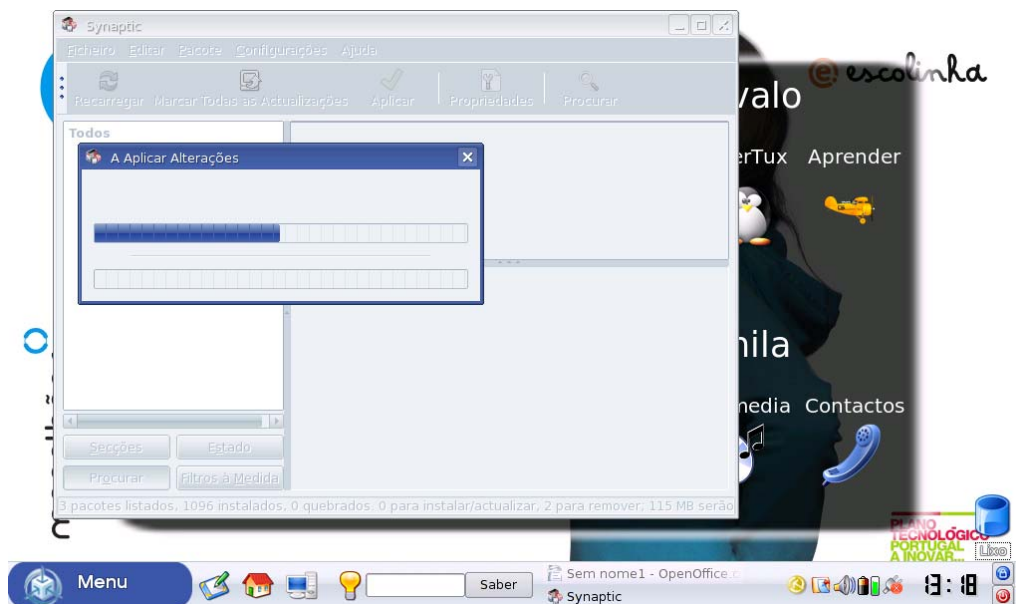 Synaptic
Ficheiro Editar Pacote Configurações Ajuda
Recarregar Marcar Todas as Actualizações Aplicar Propriedades Procurar
Todos
A Aplicar Alterações
Secções Estado
Procurar Filtros à Medida
3 pacotes listados, 1096 instalados, 0 quebrados. 0 para instalar/actualizar, 2 para remover; 115 MB serão
e. escolinha
valo
erTux Aprender
nila
media Contactos
PLANO
TECNOLÓGICO
PORTUGAL
A INOVAR...
Lixo
Menu
Saber
Sem nome1 - OpenOffice.o
Synaptic
13:18